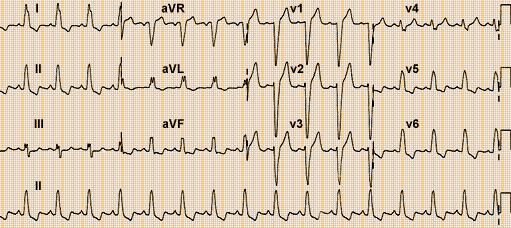 I aVR v1 v4
II aVL v2 v5
III aVF v3 v6
II